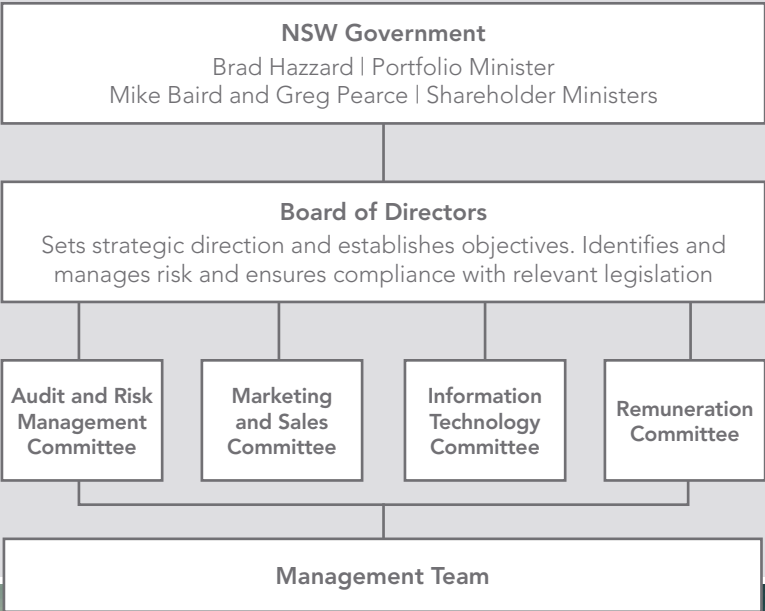 NSW Government
Brad Hazzard | Portfolio Minister
Mike Baird and Greg Pearce | Shareholder Ministers
Board of Directors
Sets strategic direction and establishes objectives. Identifies and
manages risk and ensures compliance with relevant legislation
Audit and Risk
Management
Committee
Marketing
and Sales
Committee
Information
Technology
Committee
Remuneration
Committee
Management Team